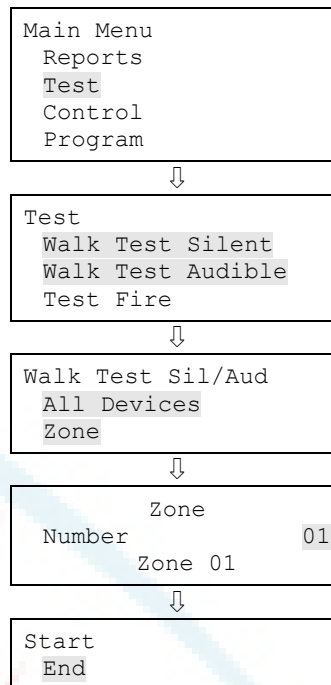 Main Menu
Reports
Test
Control
Program
⇩
Test
Walk Test Silent
Walk Test Audible
Test Fire
⇩
Walk Test Sil/Aud
All Devices
Zone
⇩
Zone
Number 01
Zone 01
⇩
Start
End